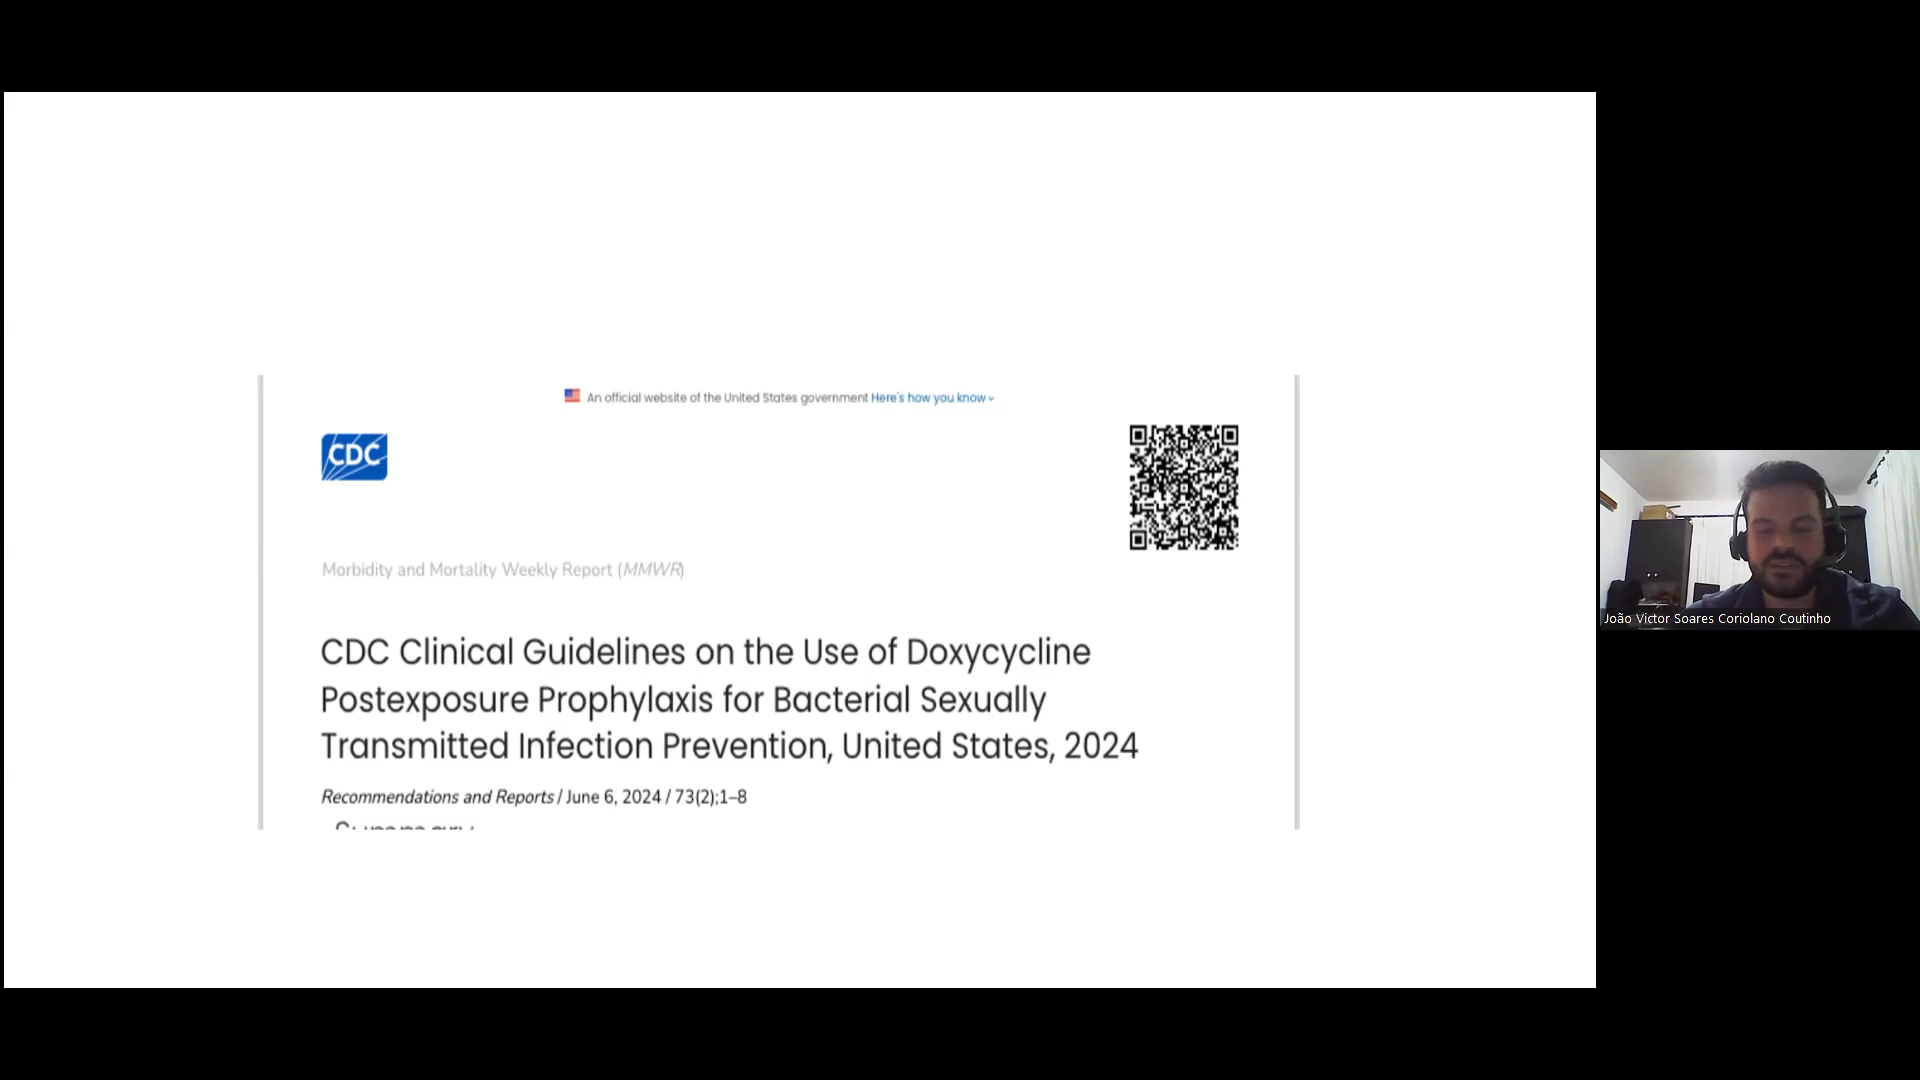 An official website of the United States government Here's how you know
CDC
Morbidity and Mortality Weekly Report (MMWR)
CDC Clinical Guidelines on the Use of Doxycycline
Postexposure Prophylaxis for Bacterial Sexually
Transmitted Infection Prevention, United States, 2024
Recommendations and Reports / June 6, 2024 / 73(2);1–8
João Victor Soares Coriolano Coutinho